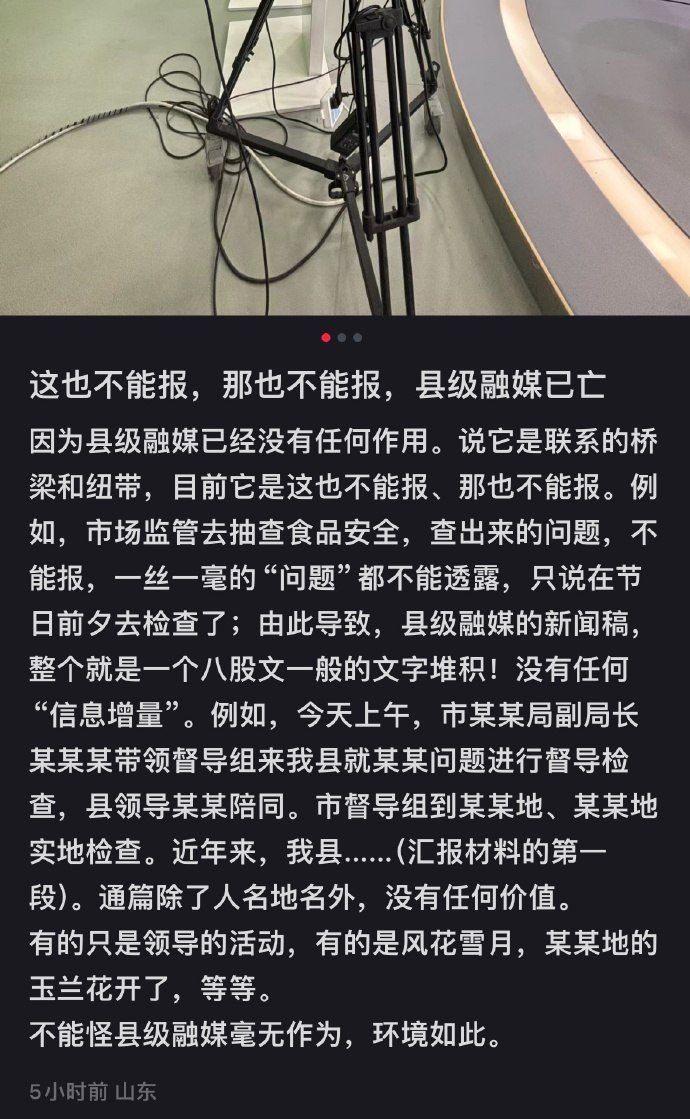 这也不能报，那也不能报，县级融媒已亡
因为县级融媒已经没有任何作用。说它是联系的桥
梁和纽带，目前它是这也不能报、那也不能报。例
如，市场监管去抽查食品安全，查出来的问题，不
能报，一丝一毫的“问题”都不能透露，只说在节
日前夕去检查了；由此导致，县级融媒的新闻稿，
整个就是一个八股文一般的文字堆积！没有任何
“信息增量”。例如，今天上午，市某某局副局长
某某某带领督导组来我县就某某问题进行督导检
查，县领导某某陪同。市督导组到某某地、某某地
实地检查。近年来，我县……(汇报材料的第一
段)。通篇除了人名地名外，没有任何价值。
有的只是领导的活动，有的是风花雪月，某某地的
玉兰花开了，等等。
不能怪县级融媒毫无作为，环境如此。
5小时前 山东